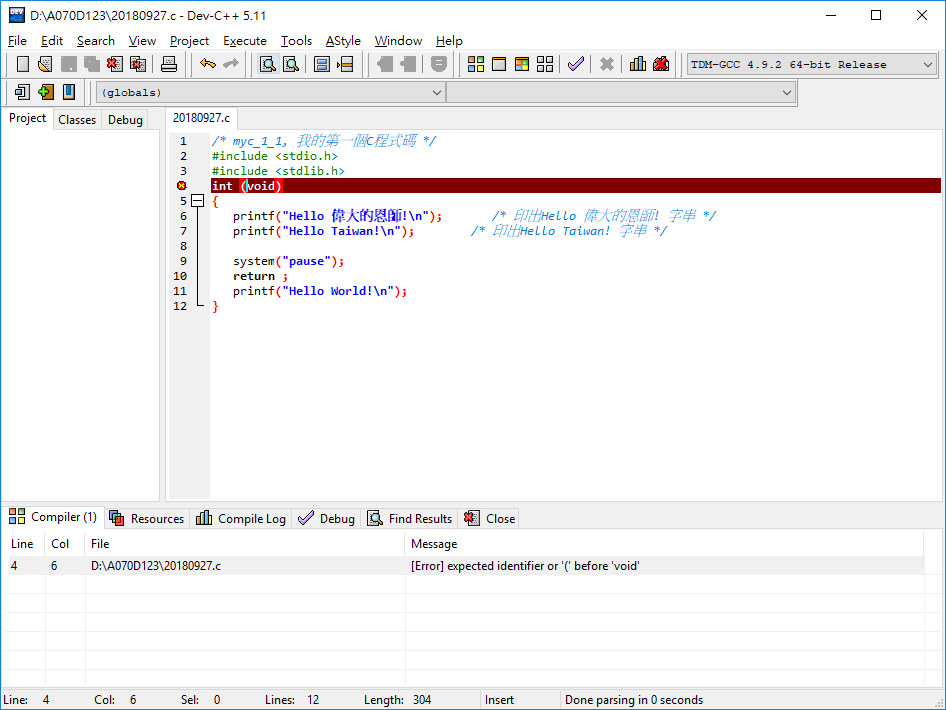 D:\A070D123\20180927.c - Dev-C++ 5.11
File Edit Search View Project Execute Tools AStyle Window Help
TDM-GCC 4.9.2 64-bit Release
(globals)
Project Classes Debug
20180927.c
1 /* myc_1_1, 我的第一個C程式碼 */
2 #include <stdio.h>
3 #include <stdlib.h>
int (void)
5 {
6 printf("Hello 偉大的恩師!\n"); /* 印出Hello 偉大的恩師! 字串 */
7 printf("Hello Taiwan!\n"); /* 印出Hello Taiwan! 字串 */
8
9 system("pause");
10 return ;
11 printf("Hello World!\n");
12 }
Compiler (1) Resources Compile Log Debug Find Results Close
Line Col File Message
4 6 D:\A070D123\20180927.c [Error] expected identifier or '(' before 'void'
Line: 4 Col: 6 Sel: 0 Lines: 12 Length: 304 Insert Done parsing in 0 seconds